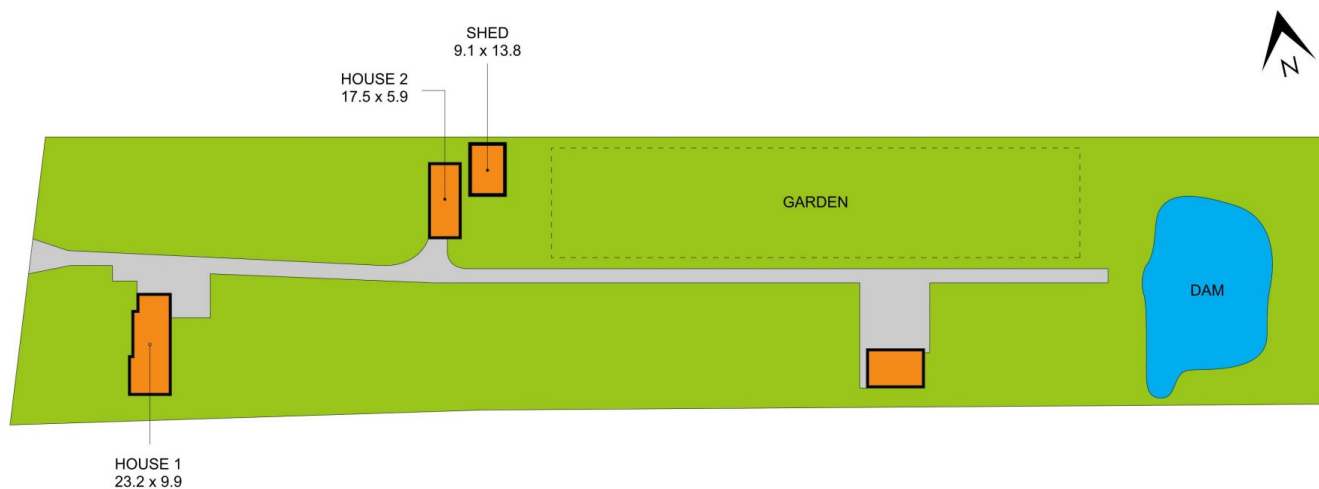 SHED
9.1 x 13.8
N
HOUSE 2
17.5 x 5.9
GARDEN
DAM
HOUSE 1
23.2 x 9.9